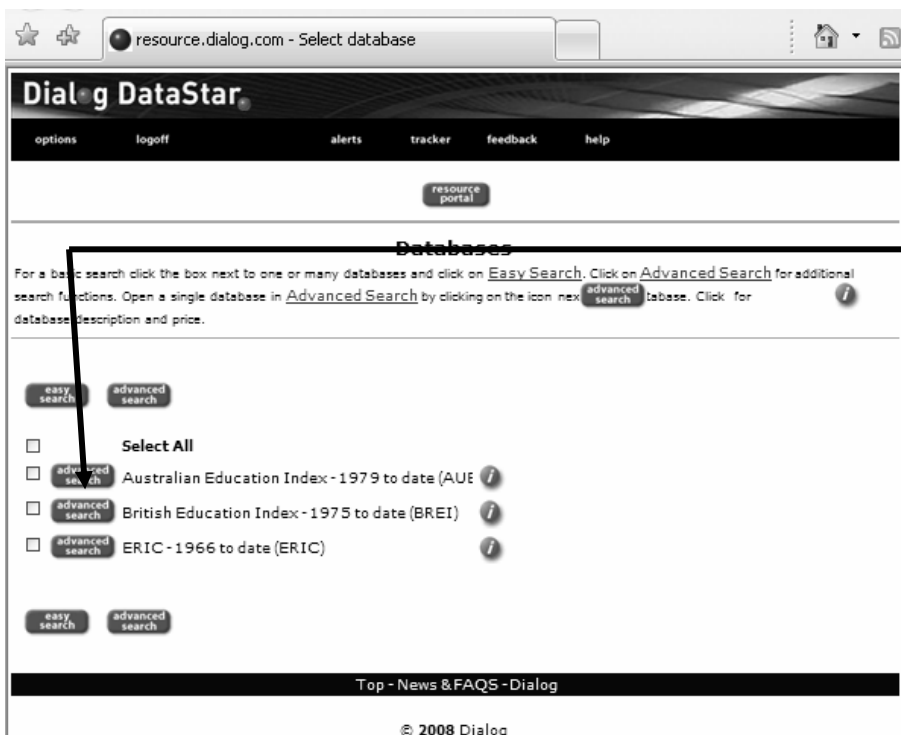 resource.dialog.com - Select database
Dialog DataStar
options logoff alerts tracker feedback help
resource portal
Databases
For a basic search click the box next to one or many databases and click on Easy Search. Click on Advanced Search for additional
search functions. Open a single database in Advanced Search by clicking on the icon nex advanced search tabase. Click for
database description and price.
easy search advanced search
Select All
advanced search Australian Education Index - 1979 to date (AUE
advanced search British Education Index - 1975 to date (BREI)
advanced search ERIC - 1966 to date (ERIC)
easy search advanced search
Top - News & FAQS - Dialog
© 2008 Dialog